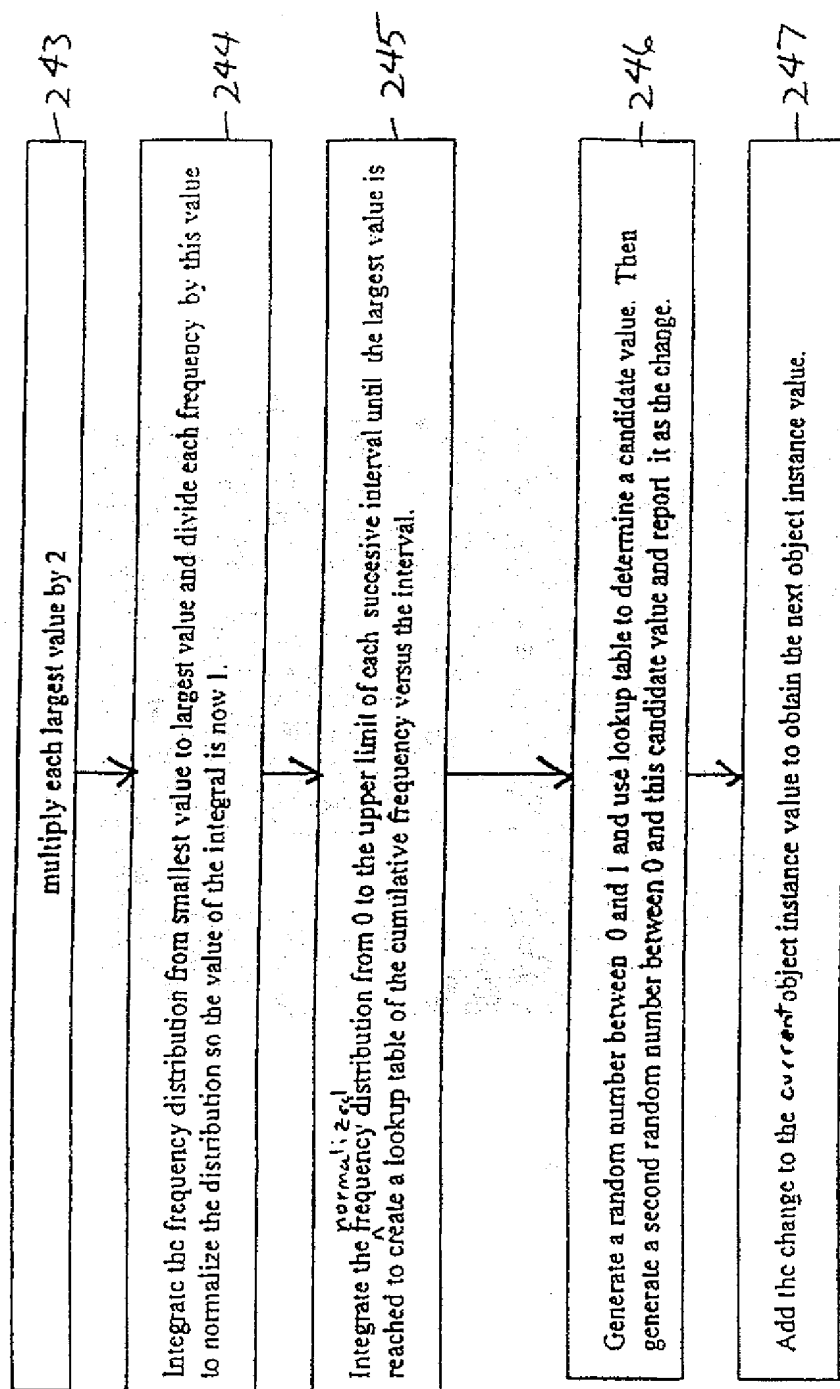 multiply each largest value by 2
243
Integrate the frequency distribution from smallest value to largest value and divide each frequency by this value
to normalize the distribution so the value of the integral is now 1.
244
normalized
Integrate the ^ frequency distribution from 0 to the upper limit of each succesive interval until the largest value is
reached to create a lookup table of the cumulative frequency versus the interval.
245
Generate a random number between 0 and 1 and use lookup table to determine a candidate value. Then
generate a second random number between 0 and this candidate value and report it as the change.
246
Add the change to the current object instance value to obtain the next object instance value.
247